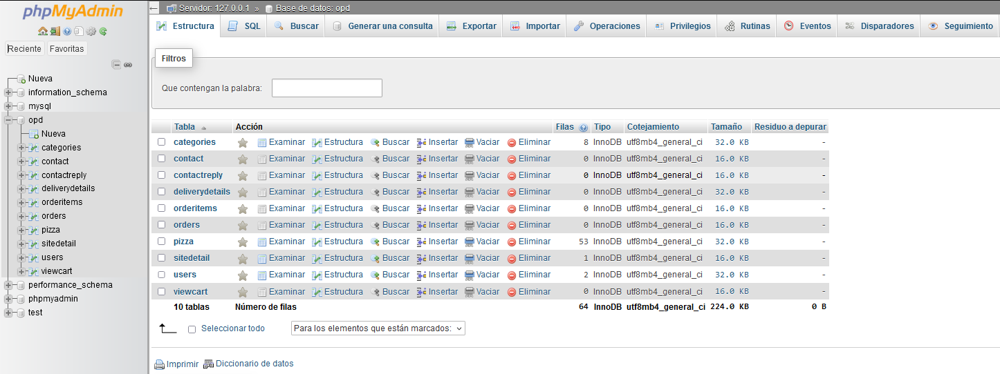 phpMyAdmin
Reciente Favoritas
Nueva
information_schema
mysql
opd
Nueva
categories
contact
contactreply
deliverydetails
orderitems
orders
pizza
sitedetail
users
viewcart
performance_schema
phpmyadmin
test
← Servidor: 127.0.0.1 » Base de datos: opd
Estructura SQL Buscar Generar una consulta Exportar Importar Operaciones Privilegios Rutinas Eventos Disparadores Seguimiento
Filtros
Que contengan la palabra:
Tabla Acción Filas Tipo Cotejamiento Tamaño Residuo a depurar
categories Examinar Estructura Buscar Insertar Vaciar Eliminar 8 InnoDB utf8mb4_general_ci 32.0 KB -
contact Examinar Estructura Buscar Insertar Vaciar Eliminar 0 InnoDB utf8mb4_general_ci 16.0 KB -
contactreply Examinar Estructura Buscar Insertar Vaciar Eliminar 0 InnoDB utf8mb4_general_ci 16.0 KB -
deliverydetails Examinar Estructura Buscar Insertar Vaciar Eliminar 0 InnoDB utf8mb4_general_ci 32.0 KB -
orderitems Examinar Estructura Buscar Insertar Vaciar Eliminar 0 InnoDB utf8mb4_general_ci 16.0 KB -
orders Examinar Estructura Buscar Insertar Vaciar Eliminar 0 InnoDB utf8mb4_general_ci 16.0 KB -
pizza Examinar Estructura Buscar Insertar Vaciar Eliminar 53 InnoDB utf8mb4_general_ci 32.0 KB -
sitedetail Examinar Estructura Buscar Insertar Vaciar Eliminar 1 InnoDB utf8mb4_general_ci 16.0 KB -
users Examinar Estructura Buscar Insertar Vaciar Eliminar 2 InnoDB utf8mb4_general_ci 32.0 KB -
viewcart Examinar Estructura Buscar Insertar Vaciar Eliminar 0 InnoDB utf8mb4_general_ci 16.0 KB -
10 tablas Número de filas 64 InnoDB utf8mb4_general_ci 224.0 KB 0 B
Seleccionar todo Para los elementos que están marcados:
Imprimir Diccionario de datos